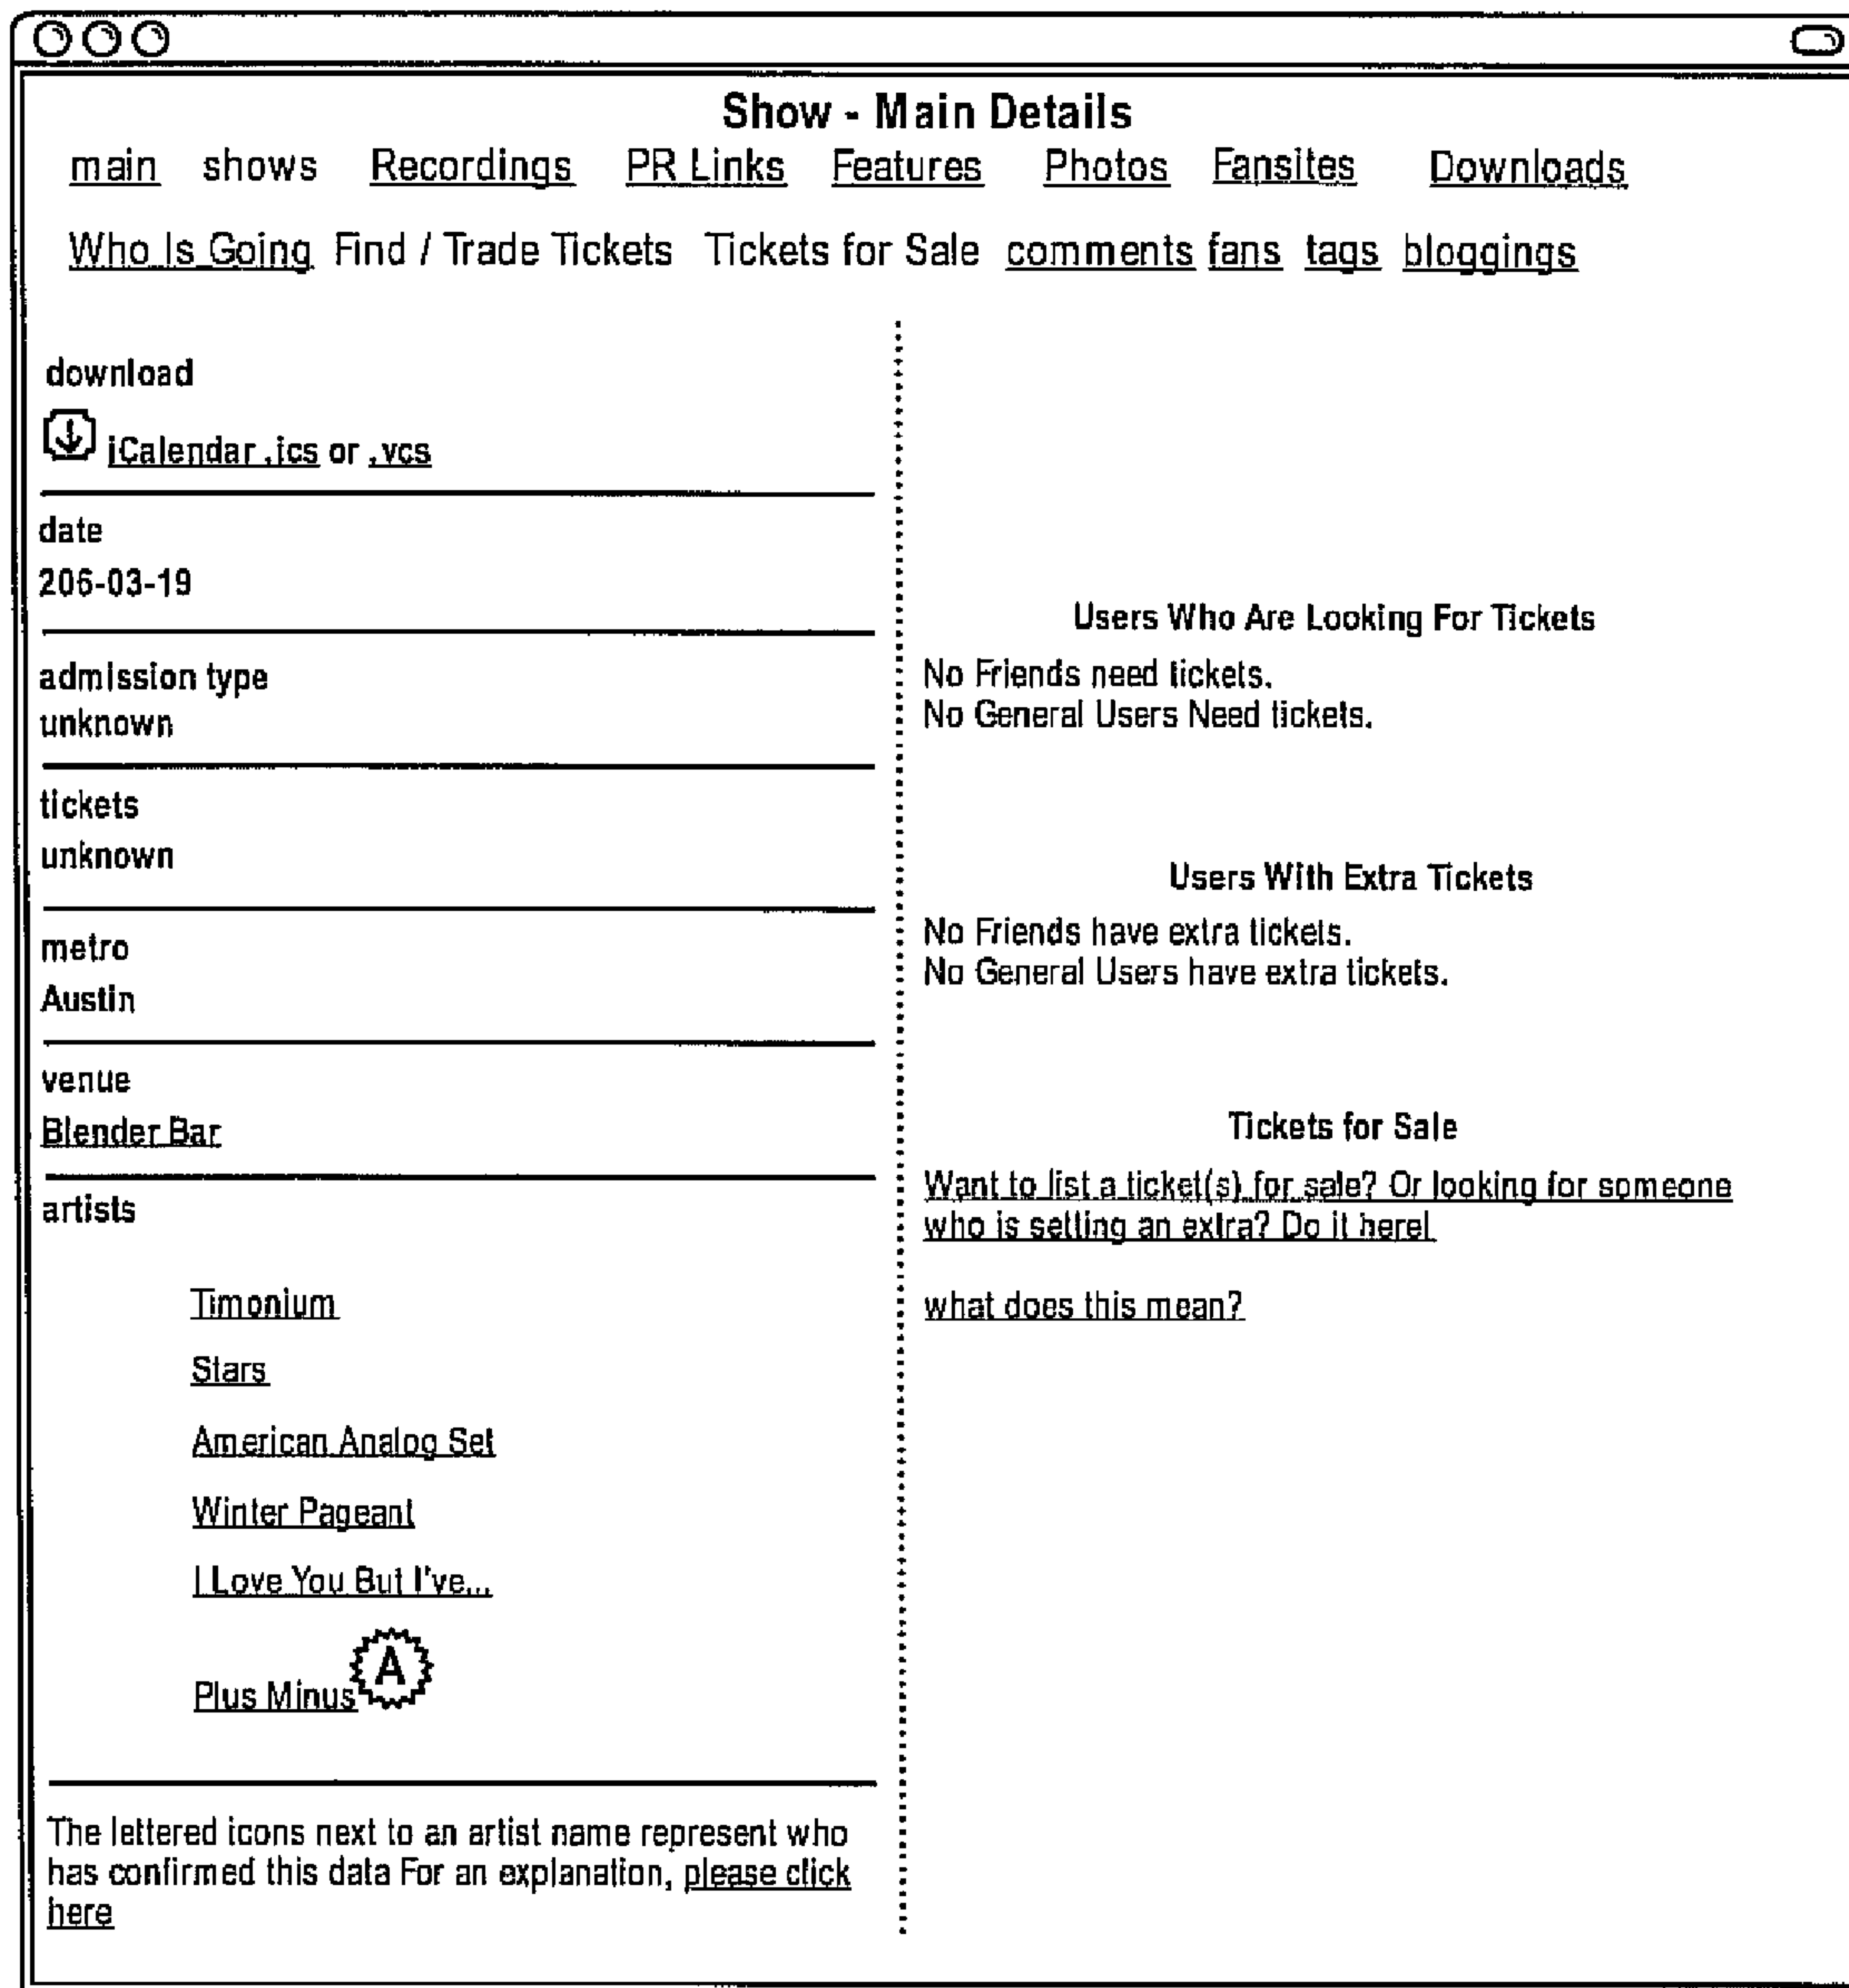 Show - Main Details
main shows Recordings PR Links Features Photos Fansites Downloads
Who Is Going Find / Trade Tickets Tickets for Sale comments fans tags bloggings
download
iCalendar .ics or .vcs
date
206-03-19
admission type
unknown
tickets
unknown
metro
Austin
venue
Blender Bar
artists
Timonium
Stars
American Analog Set
Winter Pageant
I Love You But I've...
Plus Minus A
The lettered icons next to an artist name represent who
has confirmed this data For an explanation, please click
here
Users Who Are Looking For Tickets
No Friends need tickets.
No General Users Need tickets.
Users With Extra Tickets
No Friends have extra tickets.
No General Users have extra tickets.
Tickets for Sale
Want to list a ticket(s) for sale? Or looking for someone
who is setting an extra? Do it here!
what does this mean?